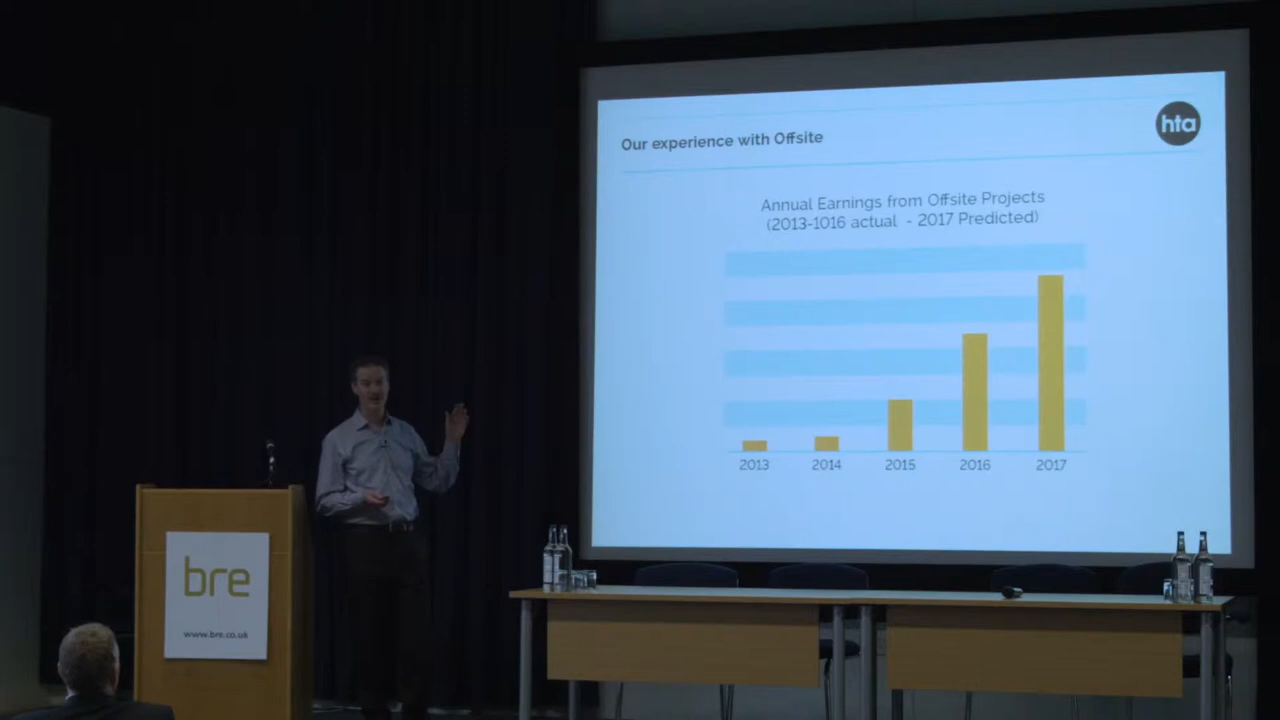 Our experience with Offsite
hta
Annual Earnings from Offsite Projects
(2013-1016 actual - 2017 Predicted)
2013 2014 2015 2016 2017
bre
www.bre.co.uk